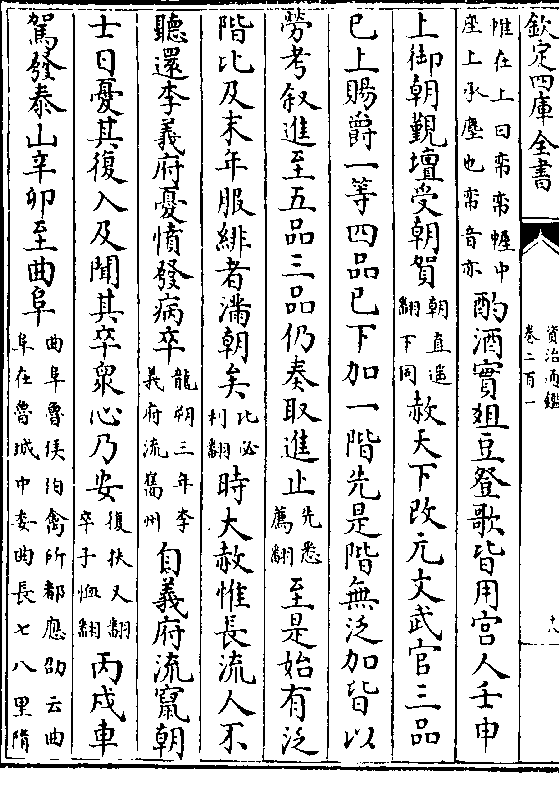 欽定四庫全書
資治通鑑
卷二百一
十八
惟在上曰帟帟幄中座上承塵也帟音亦酌酒實爼豆登歌皆用宫人壬申
上御朝覲壇受朝賀朝直遥翻下同赦天下改元文武官三品
已上賜爵一等四品已下加一階先是階無泛加皆以
勞考叙進至五品三品仍奏取進止先悉薦翻至是始有泛
階比及末年服緋者滿朝矣比必利翻時大赦惟長流人不
聽還李義府憂憤發病卒龍朔三年李義府流巂州自義府流竄朝
士日憂其復入及聞其卒衆心乃安復扶又翻卒子恤翻丙戌車
駕發泰山辛卯至曲阜曲阜魯侯伯禽所都應劭云曲阜在魯城中委曲長七八里隋